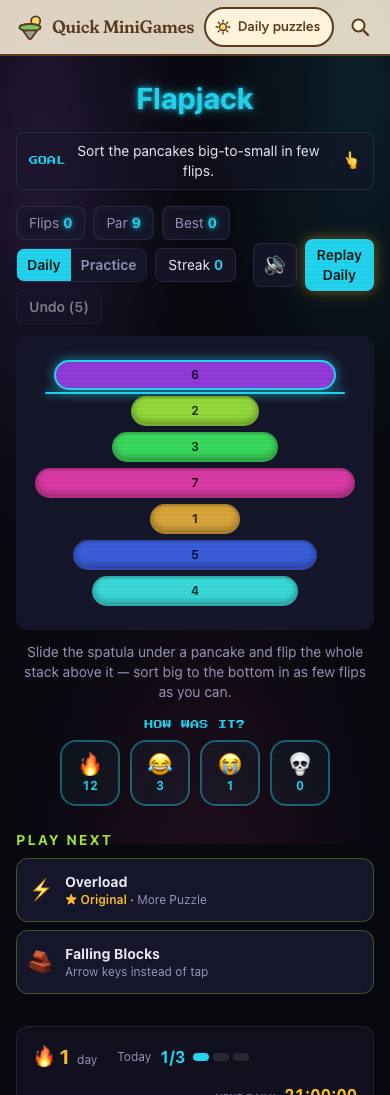 Quick MiniGames
Daily puzzles
Flapjack
GOAL
Sort the pancakes big-to-small in few
flips.
Flips 0
Par 9
Best 0
Daily
Practice
Streak 0
Replay
Daily
Undo (5)
6
2
3
7
1
5
4
Slide the spatula under a pancake and flip the whole
stack above it — sort big to the bottom in as few flips
as you can.
HOW WAS IT?
12
3
1
0
PLAY NEXT
Overload
Original · More Puzzle
Falling Blocks
Arrow keys instead of tap
1 day
Today 1/3
21:00:00